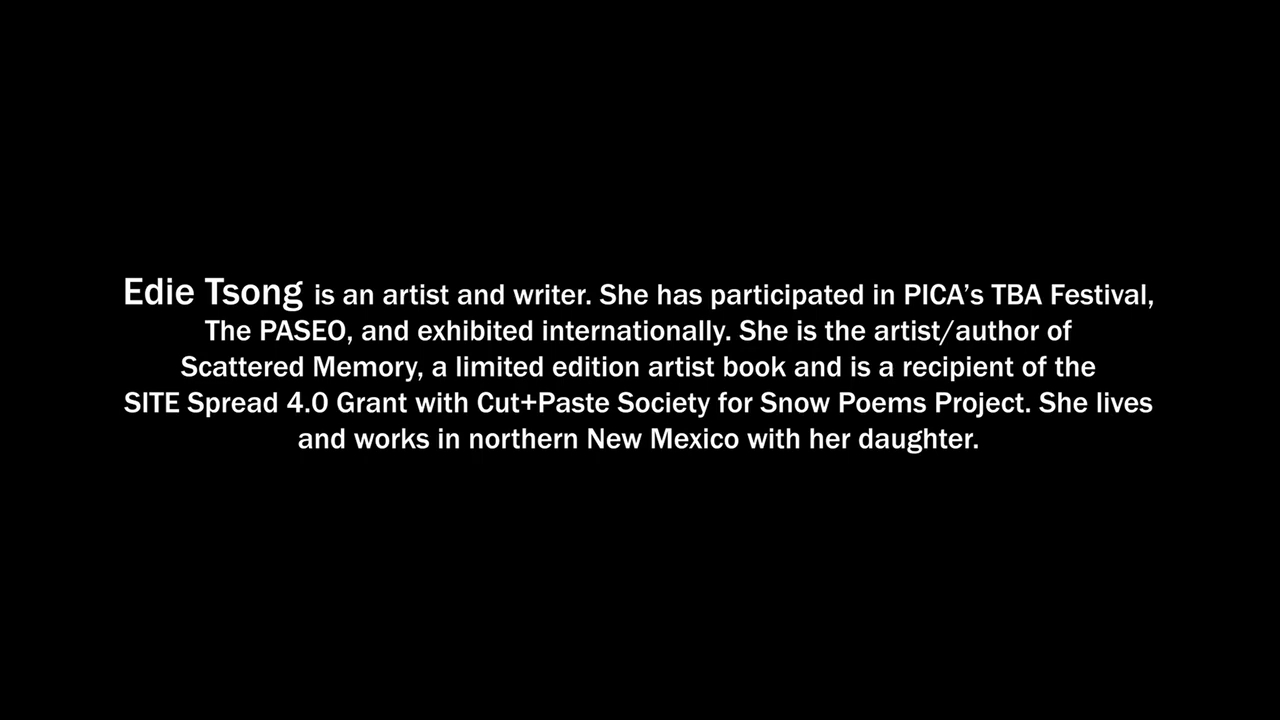 Edie Tsong is an artist and writer. She has participated in PICA’s TBA Festival,
The PASEO, and exhibited internationally. She is the artist/author of
Scattered Memory, a limited edition artist book and is a recipient of the
SITE Spread 4.0 Grant with Cut+Paste Society for Snow Poems Project. She lives
and works in northern New Mexico with her daughter.